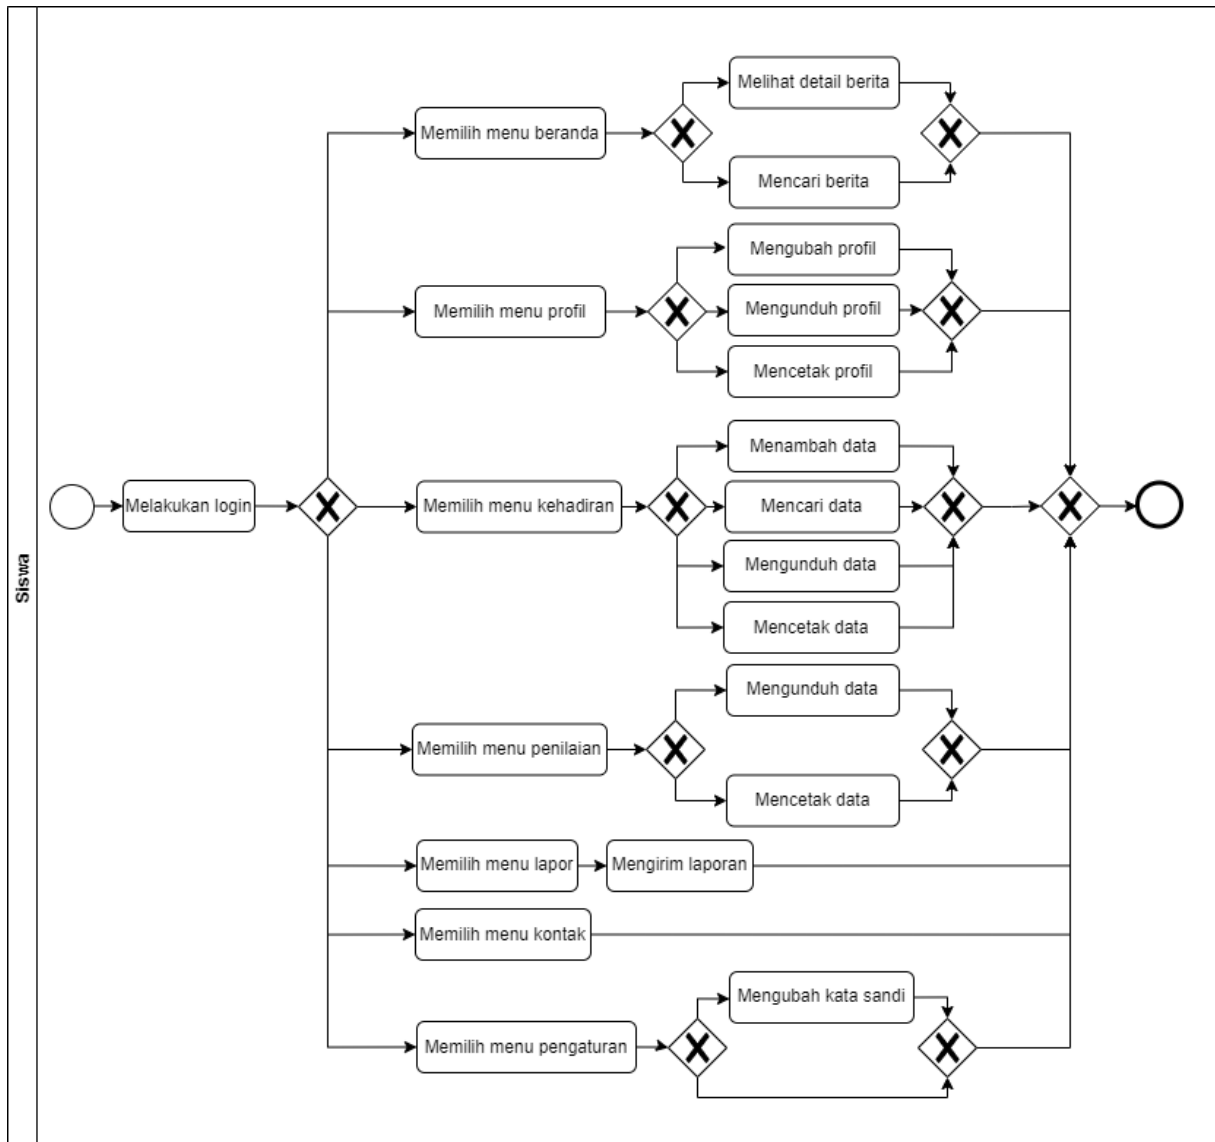 Siswa
Melakukan login
Memilih menu beranda
Melihat detail berita
Mencari berita
Memilih menu profil
Mengubah profil
Mengunduh profil
Mencetak profil
Memilih menu kehadiran
Menambah data
Mencari data
Mengunduh data
Mencetak data
Memilih menu penilaian
Mengunduh data
Mencetak data
Memilih menu lapor
Mengirim laporan
Memilih menu kontak
Memilih menu pengaturan
Mengubah kata sandi